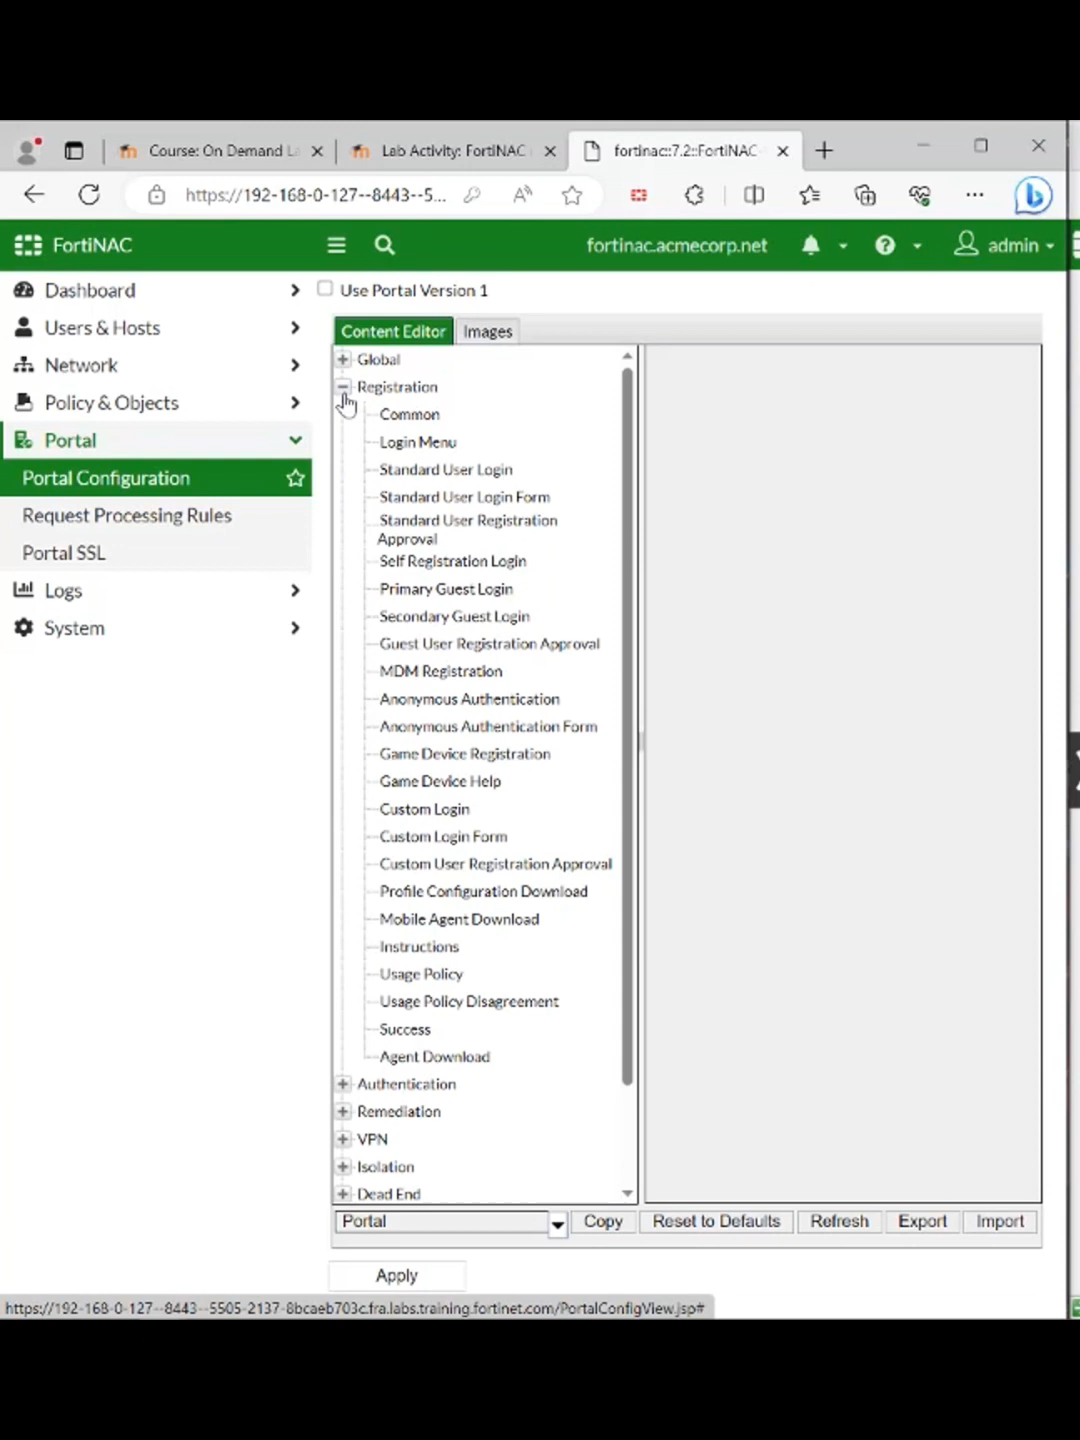 Course: On Demand La
Lab Activity: FortiNAC
fortinac::7.2::FortiNAC
https://192-168-0-127--8443--5...
FortiNAC
fortinac.acmecorp.net
admin
Dashboard
Users & Hosts
Network
Policy & Objects
Portal
Portal Configuration
Request Processing Rules
Portal SSL
Logs
System
Use Portal Version 1
Content Editor
Images
Global
Registration
Common
Login Menu
Standard User Login
Standard User Login Form
Standard User Registration
Approval
Self Registration Login
Primary Guest Login
Secondary Guest Login
Guest User Registration Approval
MDM Registration
Anonymous Authentication
Anonymous Authentication Form
Game Device Registration
Game Device Help
Custom Login
Custom Login Form
Custom User Registration Approval
Profile Configuration Download
Mobile Agent Download
Instructions
Usage Policy
Usage Policy Disagreement
Success
Agent Download
Authentication
Remediation
VPN
Isolation
Dead End
Portal
Copy
Reset to Defaults
Refresh
Export
Import
Apply
https://192-168-0-127--8443--5505-2137-8bcaeb703c.fra.labs.training.fortinet.com/PortalConfigView.jsp#